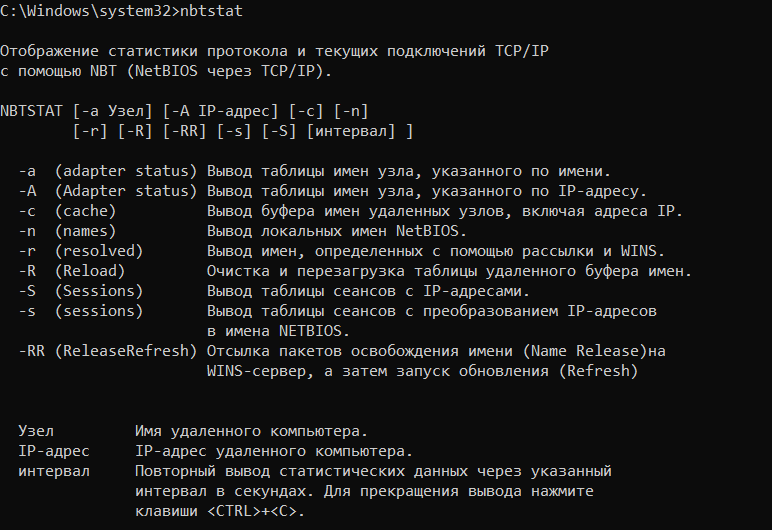 C:\Windows\system32>nbtstat
Отображение статистики протокола и текущих подключений TCP/IP
с помощью NBT (NetBIOS через TCP/IP).
NBTSTAT [-a Узел] [-A IP-адрес] [-c] [-n]
[-r] [-R] [-RR] [-s] [-S] [интервал] ]
-a (adapter status) Вывод таблицы имен узла, указанного по имени.
-A (Adapter status) Вывод таблицы имен узла, указанного по IP-адресу.
-c (cache) Вывод буфера имен удаленных узлов, включая адреса IP.
-n (names) Вывод локальных имен NetBIOS.
-r (resolved) Вывод имен, определенных с помощью рассылки и WINS.
-R (Reload) Очистка и перезагрузка таблицы удаленного буфера имен.
-S (Sessions) Вывод таблицы сеансов с IP-адресами.
-s (sessions) Вывод таблицы сеансов с преобразованием IP-адресов
в имена NETBIOS.
-RR (ReleaseRefresh) Отсылка пакетов освобождения имени (Name Release)на
WINS-сервер, а затем запуск обновления (Refresh)
Узел Имя удаленного компьютера.
IP-адрес IP-адрес удаленного компьютера.
интервал Повторный вывод статистических данных через указанный
интервал в секундах. Для прекращения вывода нажмите
клавиши <CTRL>+<C>.